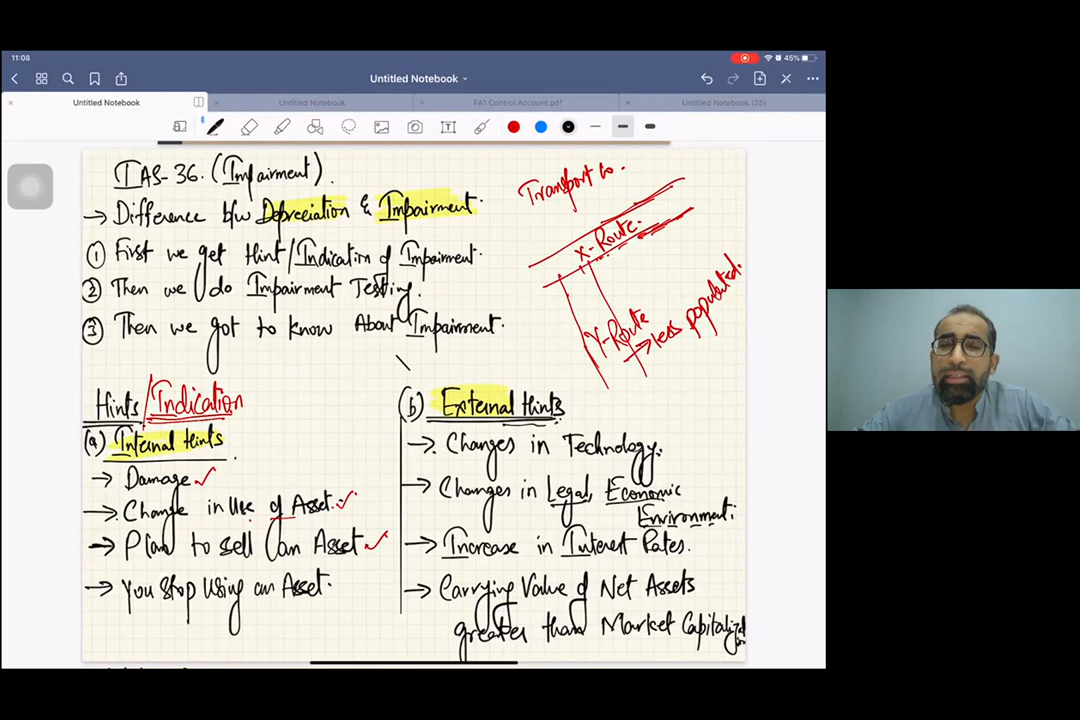 11:08
45%
Untitled Notebook
Untitled Notebook
Untitled Notebook
FA1 Control Account.pdf
Untitled Notebook (25)
IAS-36. (Impairment)
→ Difference b/w Depreciation & Impairment.
① First we get Hint/Indication of Impairment.
② Then we do Impairment Testing.
③ Then we got to know About Impairment.
Transport Co.
X-Route.
Y-Route
→ less populated.
Hints/Indication
(a) Internal Hints
→ Damage ✓
→ Change in Use of Asset. ✓
→ Plan to sell an Asset ✓
→ You stop Using an Asset.
(b) External Hints
→ Changes in Technology.
→ Changes in Legal, Economic
Environment.
→ Increase in Interest Rates.
→ Carrying Value of Net Assets
greater than Market